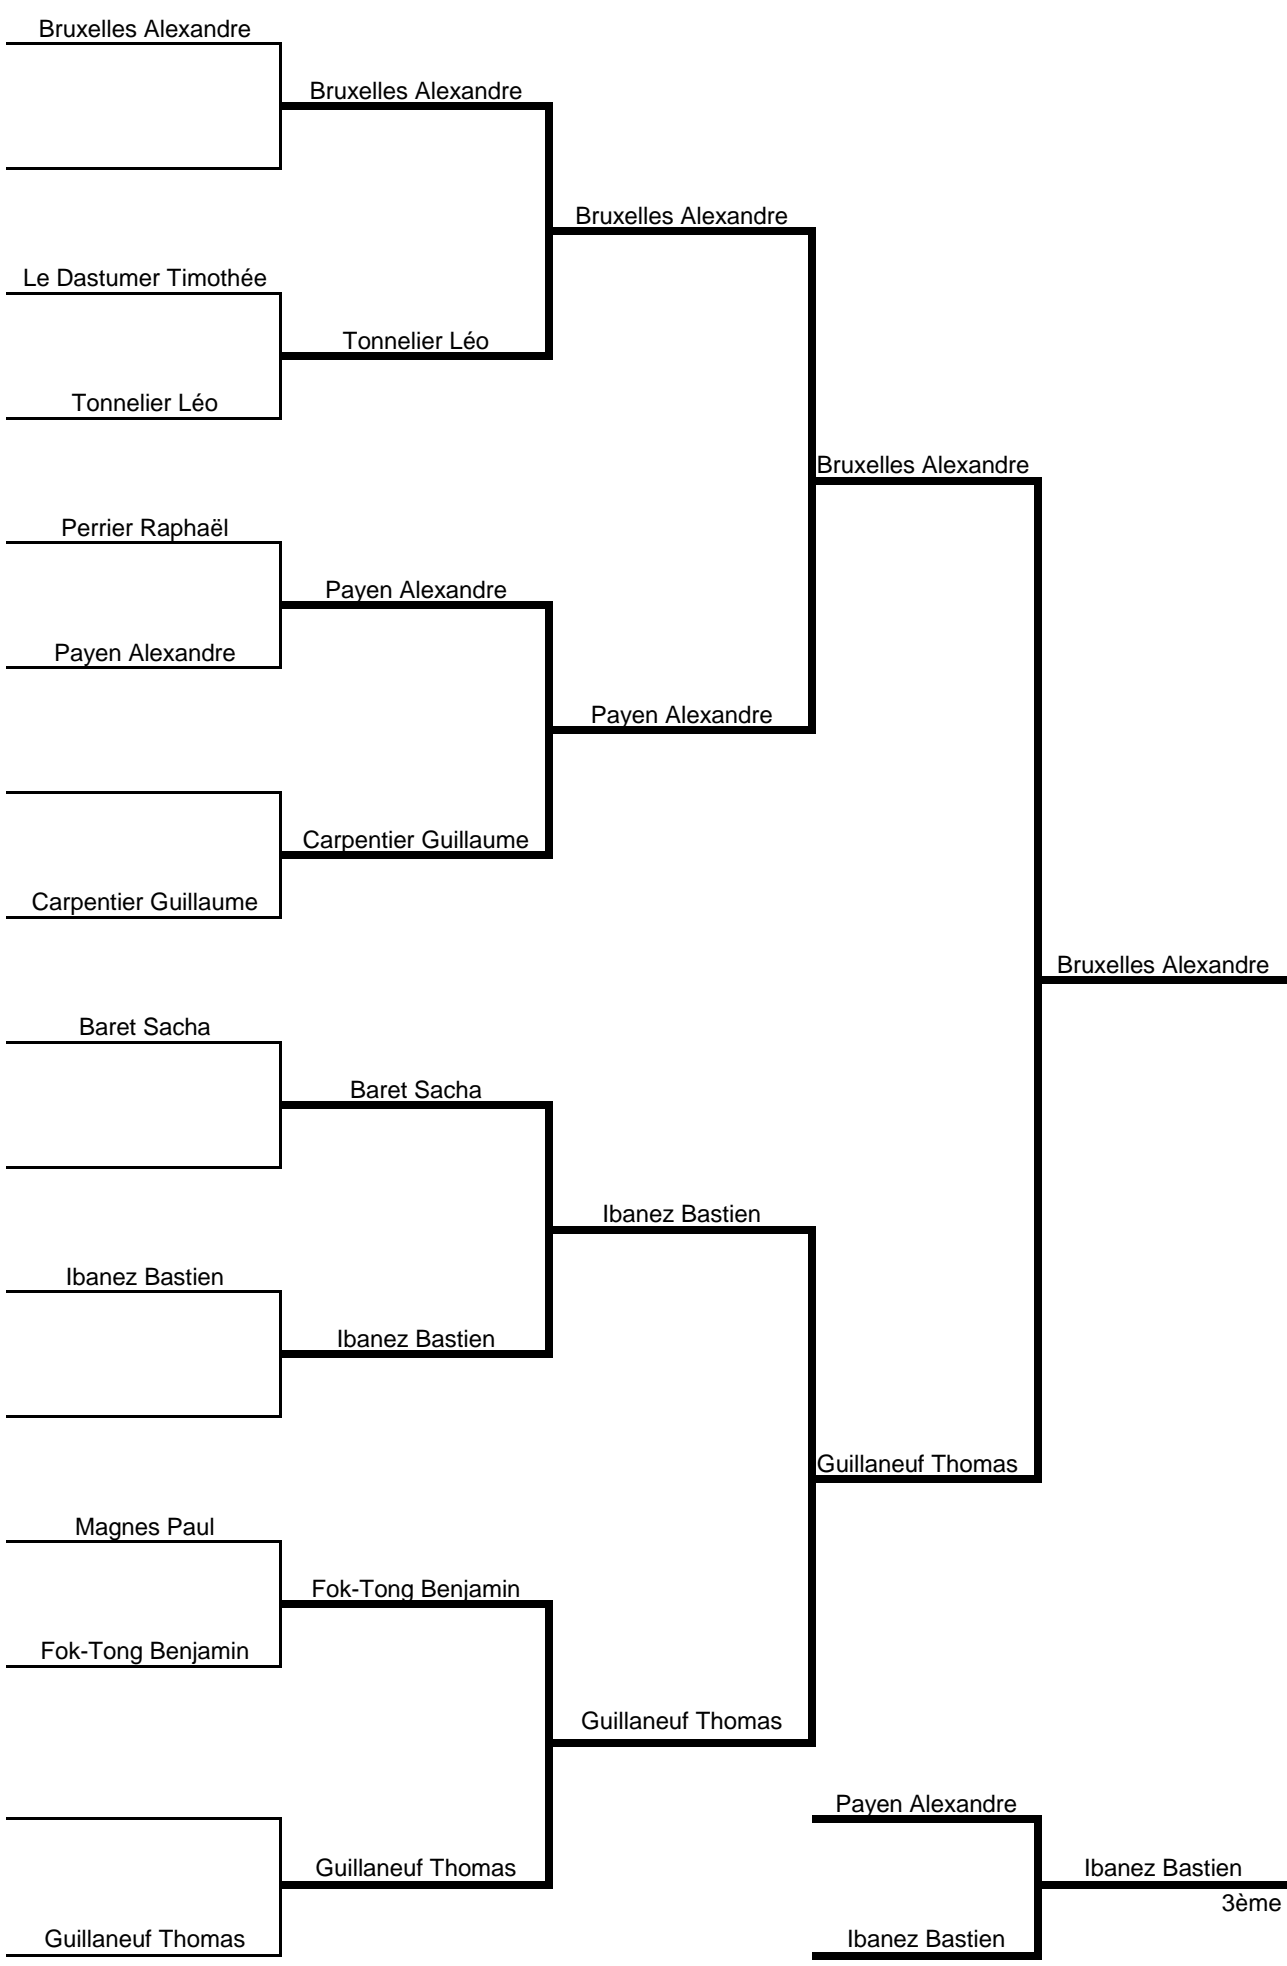 Bruxelles Alexandre
Bruxelles Alexandre
Bruxelles Alexandre
Le Dastumer Timothée
Tonnelier Léo
Tonnelier Léo
Bruxelles Alexandre
Perrier Raphaël
Payen Alexandre
Payen Alexandre
Payen Alexandre
Carpentier Guillaume
Carpentier Guillaume
Bruxelles Alexandre
Baret Sacha
Baret Sacha
Ibanez Bastien
Ibanez Bastien
Ibanez Bastien
Guillaneuf Thomas
Magnes Paul
Fok-Tong Benjamin
Fok-Tong Benjamin
Guillaneuf Thomas
Payen Alexandre
Guillaneuf Thomas
Ibanez Bastien
3ème
Guillaneuf Thomas
Ibanez Bastien